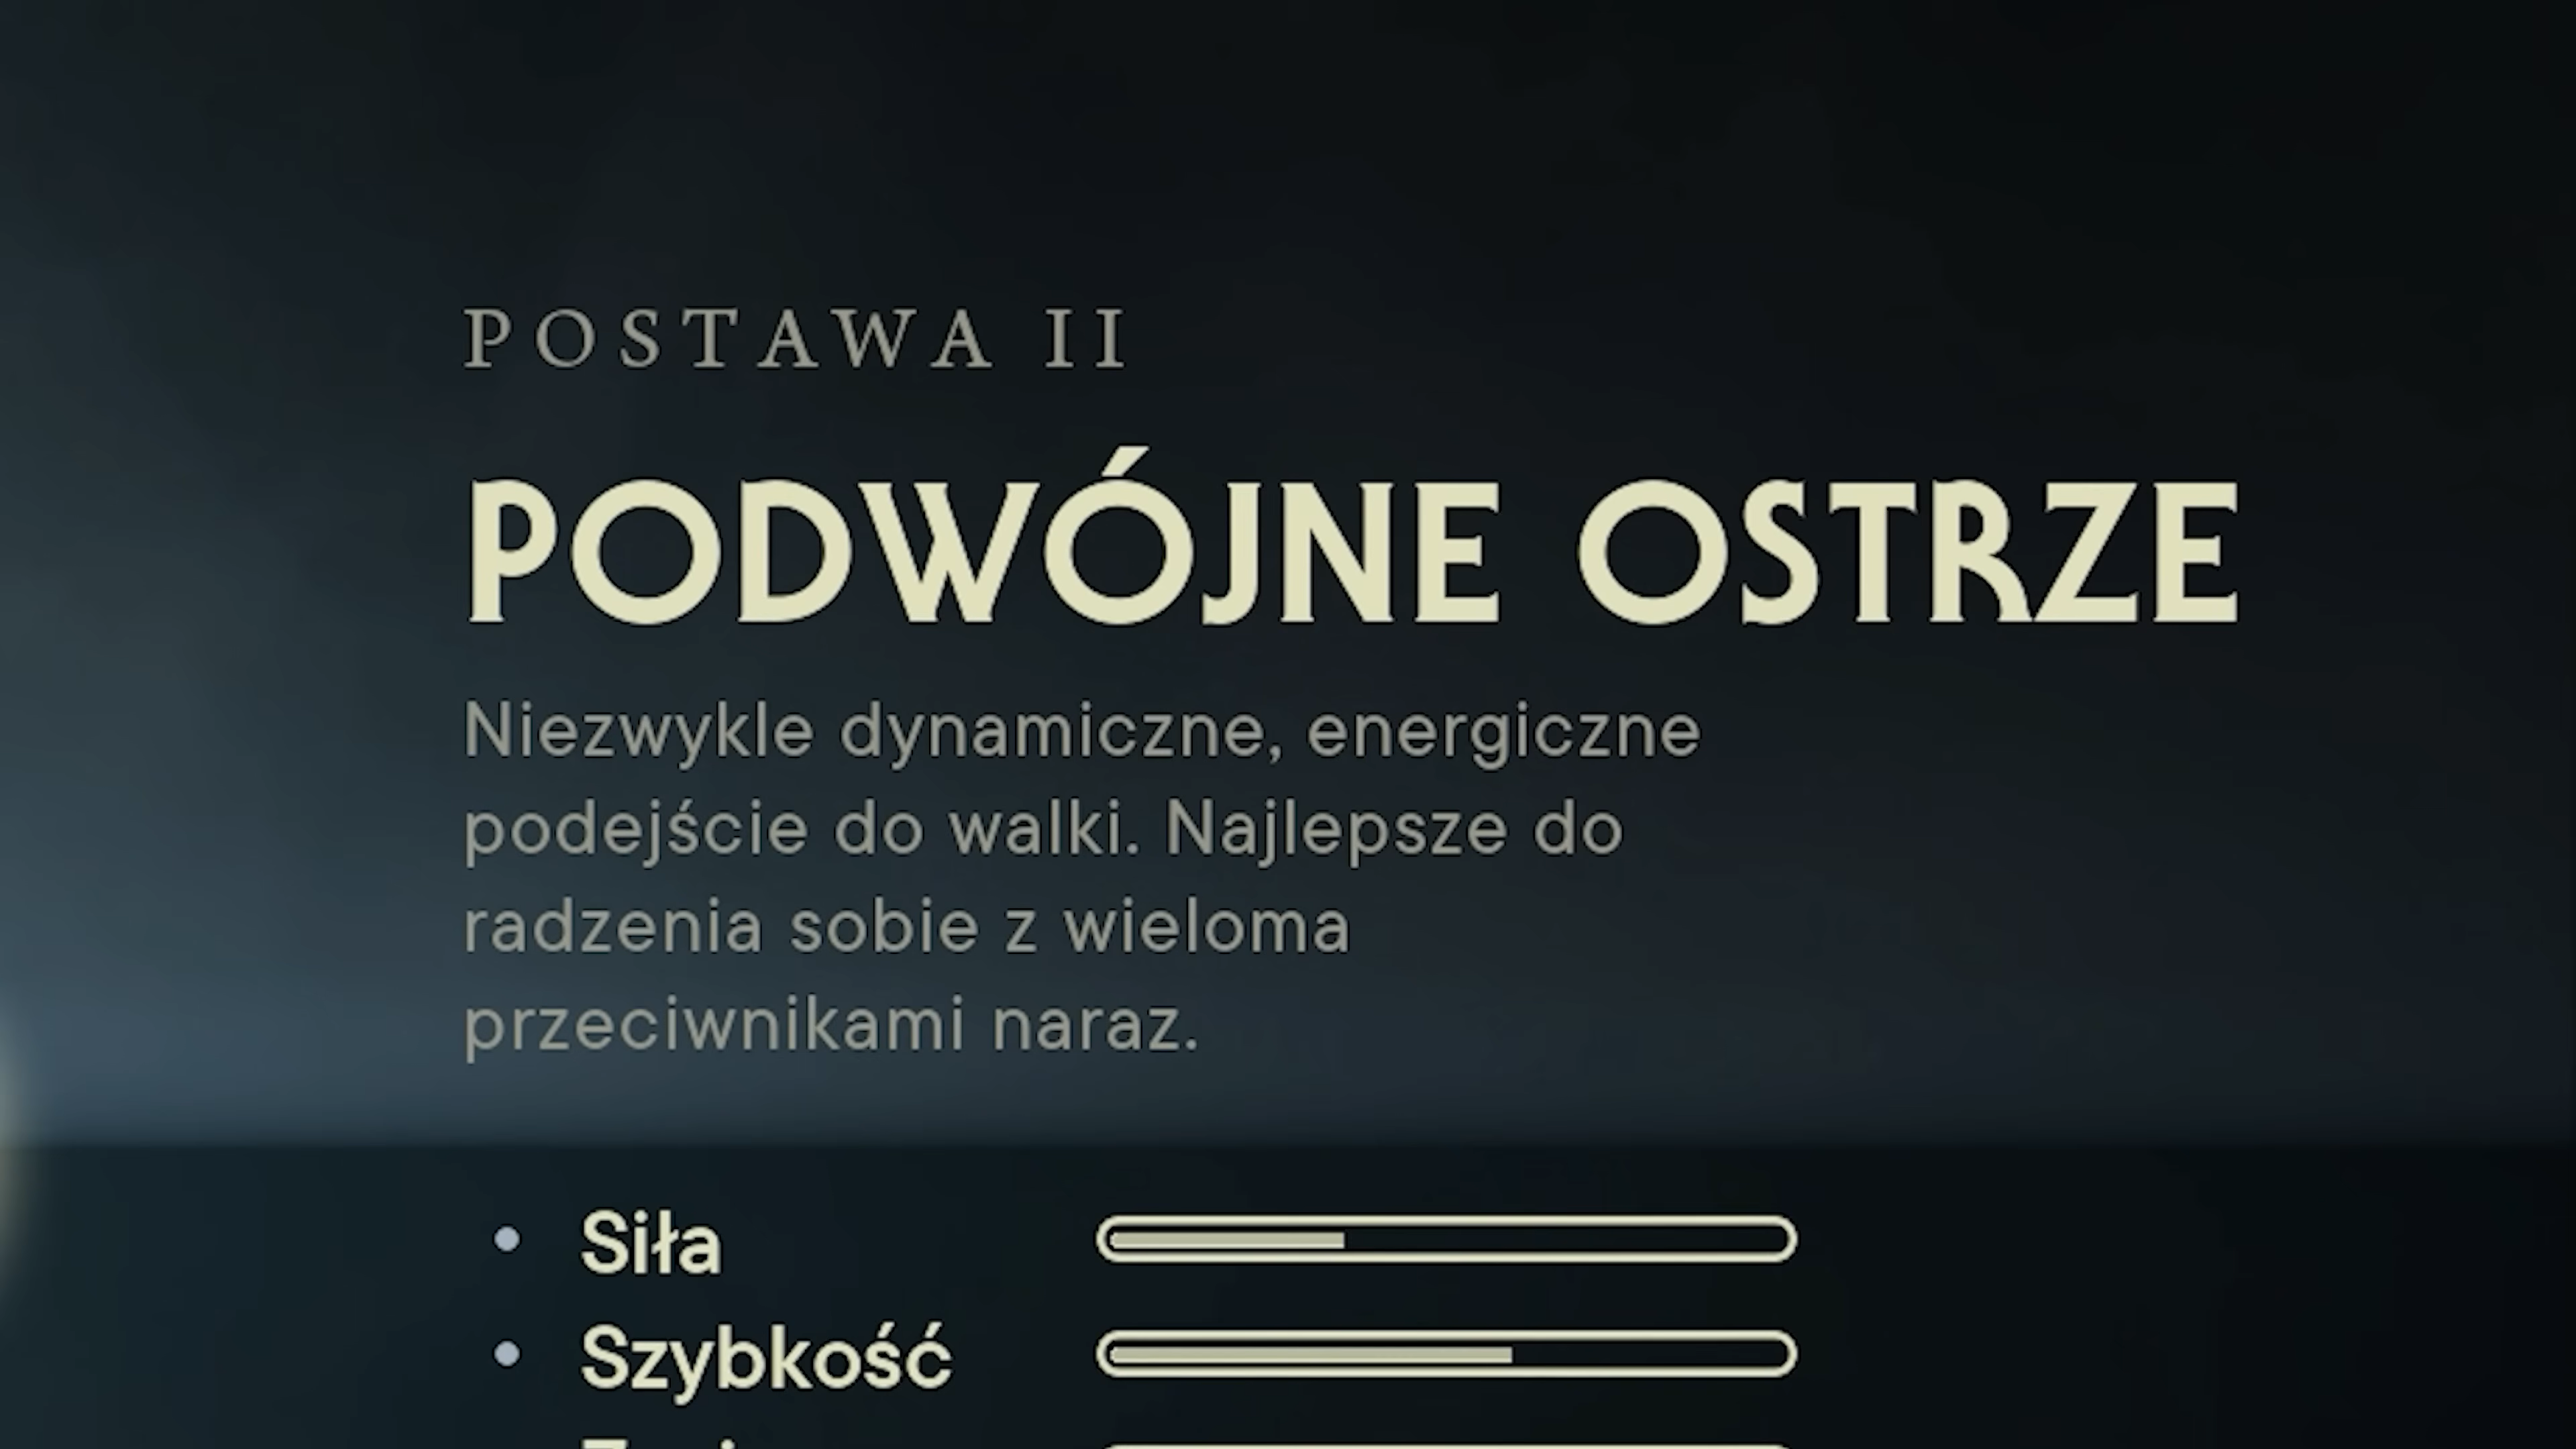 POSTAWA II
PODWÓJNE OSTRZE
Niezwykle dynamiczne, energiczne
podejście do walki. Najlepsze do
radzenia sobie z wieloma
przeciwnikami naraz.
• Siła
• Szybkość